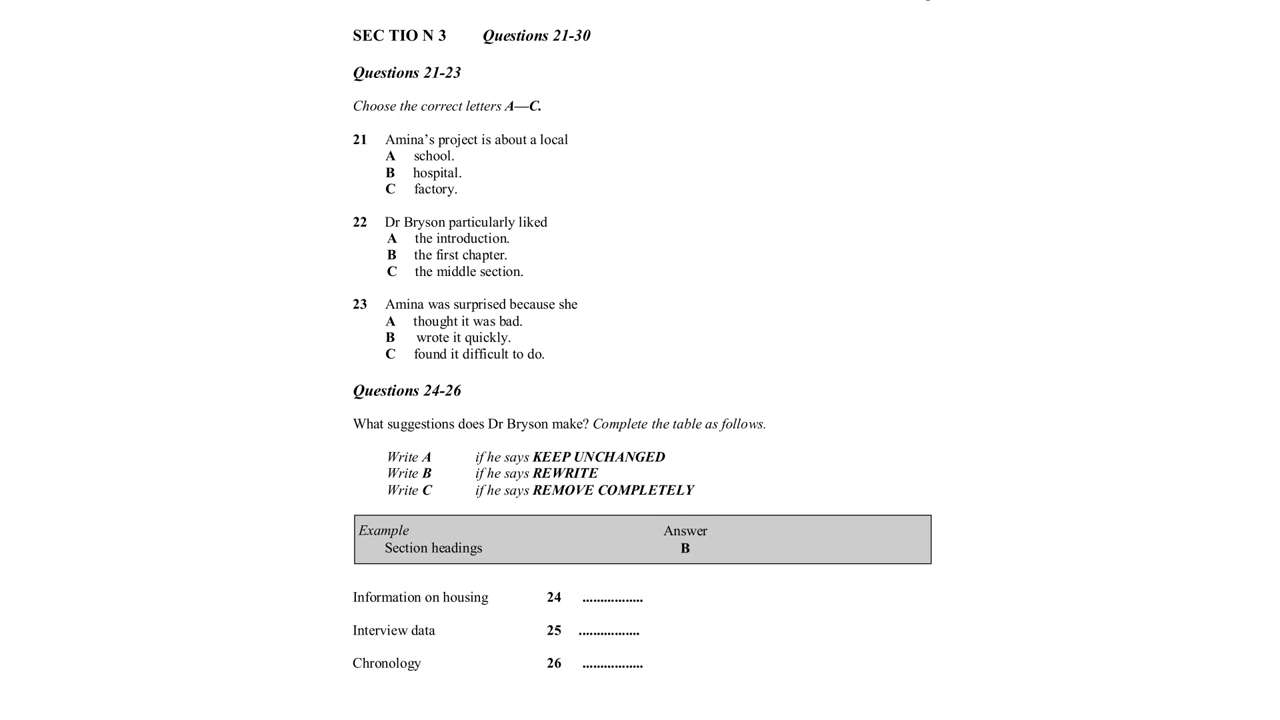 SEC TIO N 3 Questions 21-30
Questions 21-23
Choose the correct letters A—C.
21 Amina’s project is about a local
A school.
B hospital.
C factory.
22 Dr Bryson particularly liked
A the introduction.
B the first chapter.
C the middle section.
23 Amina was surprised because she
A thought it was bad.
B wrote it quickly.
C found it difficult to do.
Questions 24-26
What suggestions does Dr Bryson make? Complete the table as follows.
Write A if he says KEEP UNCHANGED
Write B if he says REWRITE
Write C if he says REMOVE COMPLETELY
Example Answer
Section headings B
Information on housing 24 .................
Interview data 25 .................
Chronology 26 .................